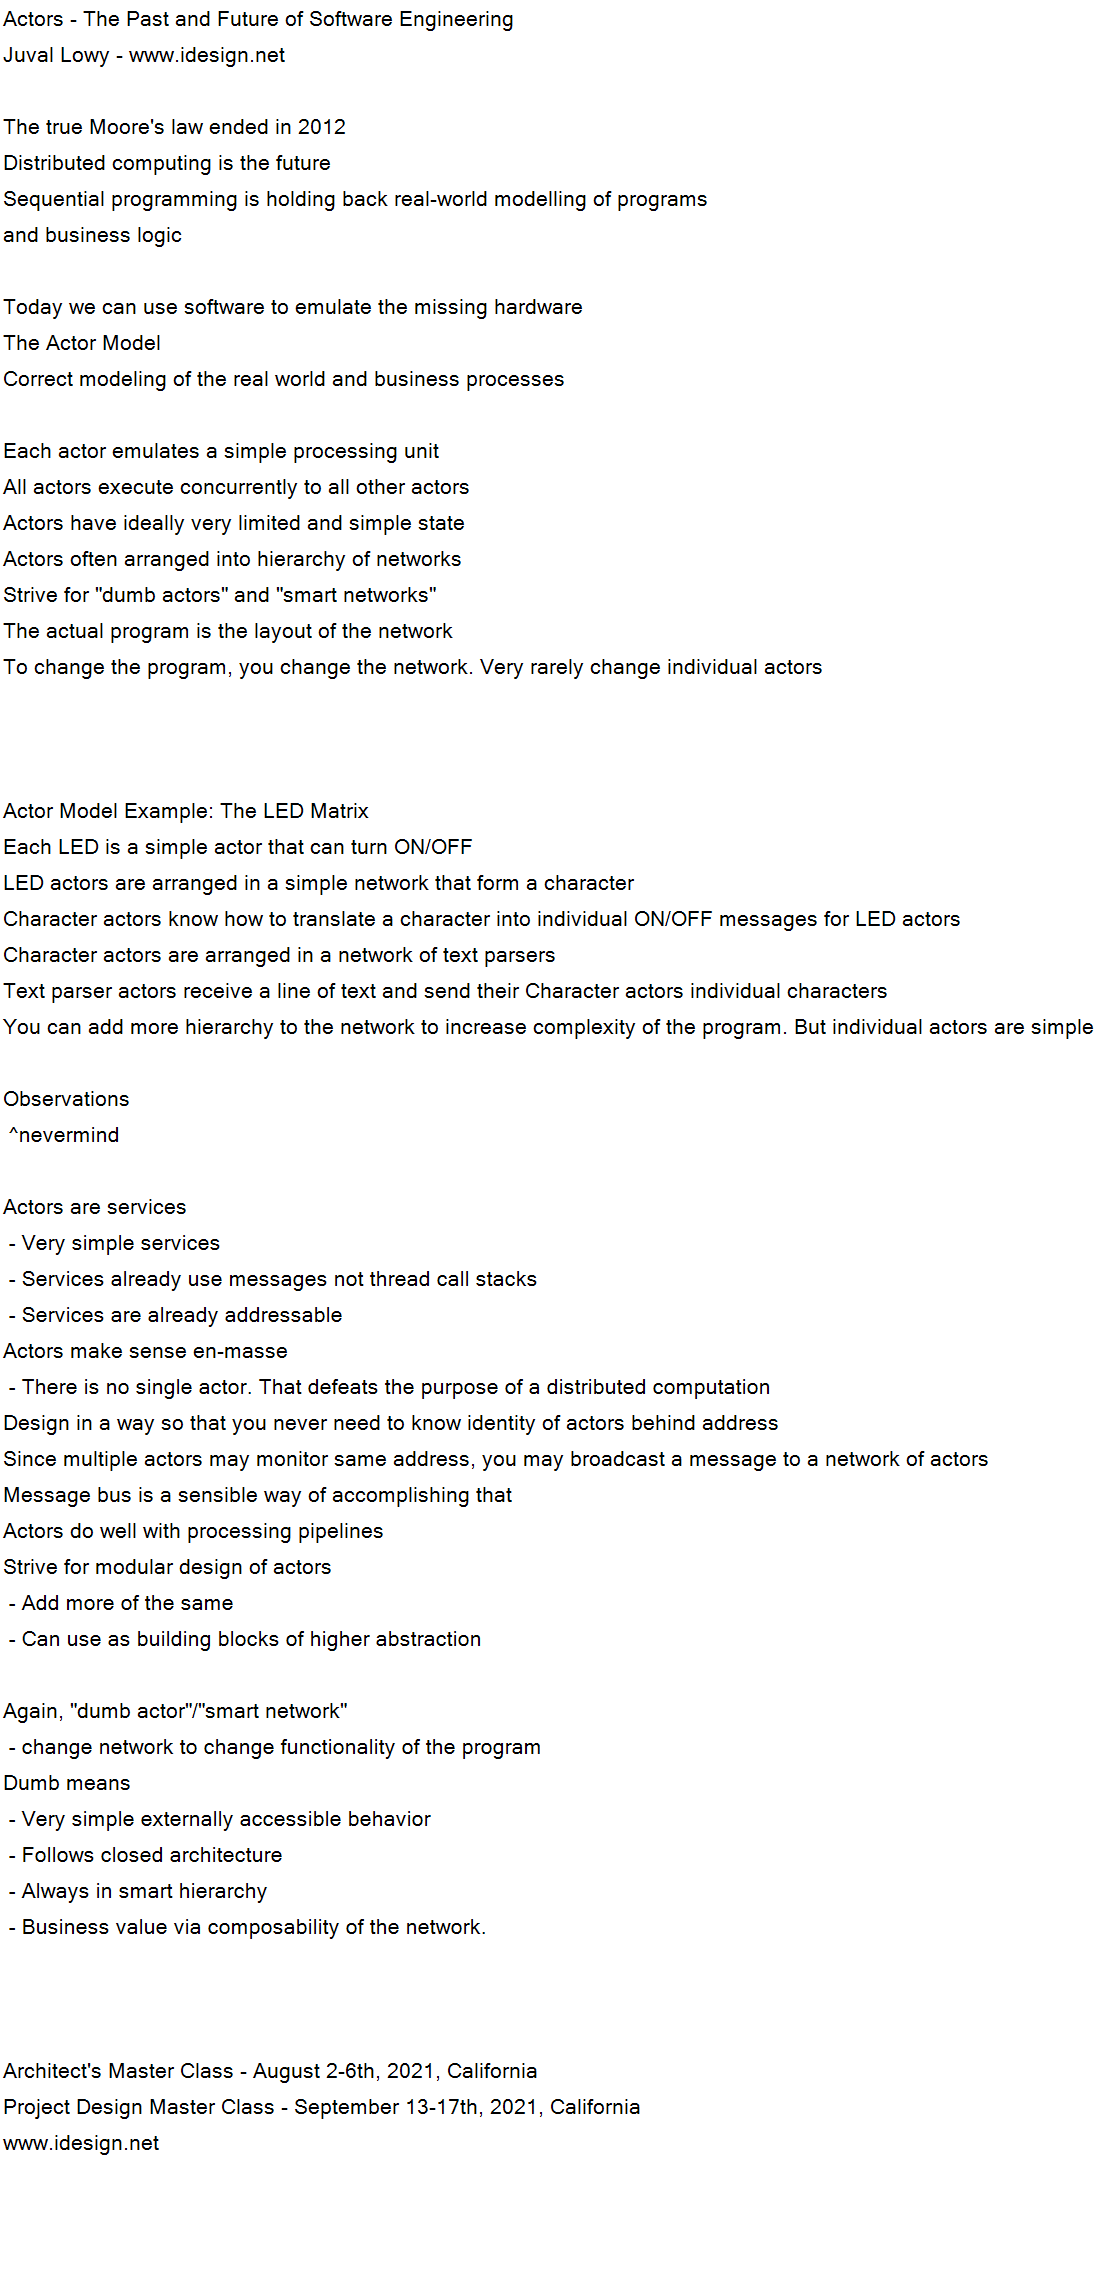 Actors - The Past and Future of Software Engineering
Juval Lowy - www.idesign.net
The true Moore's law ended in 2012
Distributed computing is the future
Sequential programming is holding back real-world modelling of programs
and business logic
Today we can use software to emulate the missing hardware
The Actor Model
Correct modeling of the real world and business processes
Each actor emulates a simple processing unit
All actors execute concurrently to all other actors
Actors have ideally very limited and simple state
Actors often arranged into hierarchy of networks
Strive for "dumb actors" and "smart networks"
The actual program is the layout of the network
To change the program, you change the network. Very rarely change individual actors
Actor Model Example: The LED Matrix
Each LED is a simple actor that can turn ON/OFF
LED actors are arranged in a simple network that form a character
Character actors know how to translate a character into individual ON/OFF messages for LED actors
Character actors are arranged in a network of text parsers
Text parser actors receive a line of text and send their Character actors individual characters
You can add more hierarchy to the network to increase complexity of the program. But individual actors are simple
Observations
^nevermind
Actors are services
- Very simple services
- Services already use messages not thread call stacks
- Services are already addressable
Actors make sense en-masse
- There is no single actor. That defeats the purpose of a distributed computation
Design in a way so that you never need to know identity of actors behind address
Since multiple actors may monitor same address, you may broadcast a message to a network of actors
Message bus is a sensible way of accomplishing that
Actors do well with processing pipelines
Strive for modular design of actors
- Add more of the same
- Can use as building blocks of higher abstraction
Again, "dumb actor"/"smart network"
- change network to change functionality of the program
Dumb means
- Very simple externally accessible behavior
- Follows closed architecture
- Always in smart hierarchy
- Business value via composability of the network.
Architect's Master Class - August 2-6th, 2021, California
Project Design Master Class - September 13-17th, 2021, California
www.idesign.net